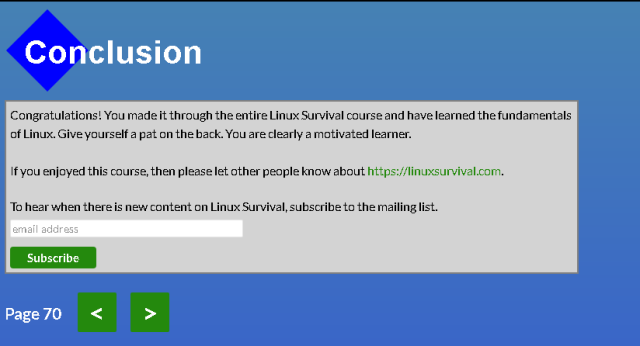 Conclusion
Congratulations! You made it through the entire Linux Survival course and have learned the fundamentals
of Linux. Give yourself a pat on the back. You are clearly a motivated learner.
If you enjoyed this course, then please let other people know about https://linuxsurvival.com.
To hear when there is new content on Linux Survival, subscribe to the mailing list.
email address
Subscribe
Page 70 < >